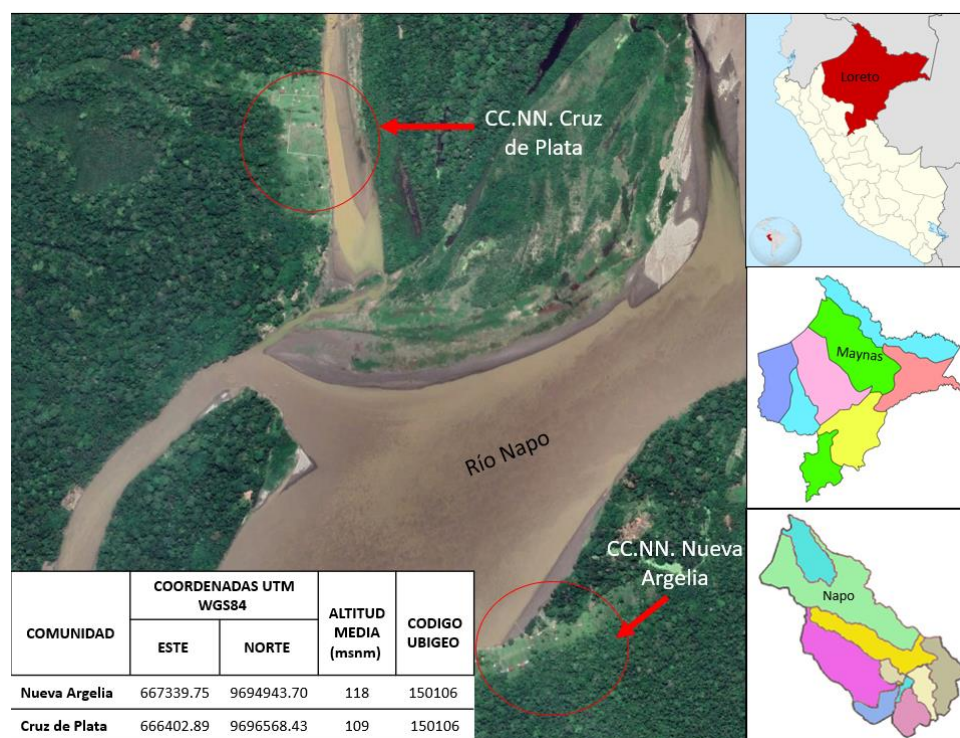 CC.NN. Cruz
de Plata
Río Napo
CC.NN. Nueva
Argelia
Loreto
Maynas
Napo
COMUNIDAD
COORDENADAS UTM
WGS84
ESTE
NORTE
ALTITUD
MEDIA
(msnm)
CODIGO
UBIGEO
Nueva Argelia 667339.75 9694943.70 118 150106
Cruz de Plata 666402.89 9696568.43 109 150106